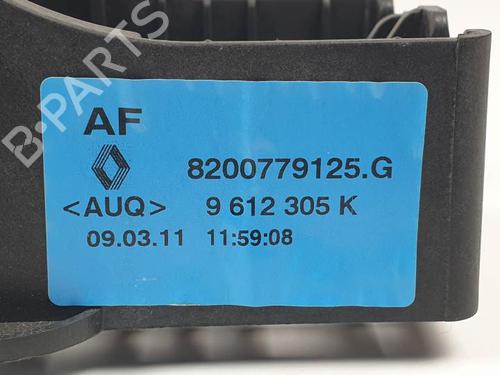 B-PARTS
AF
8200779125.G
<AUQ> 9 612 305 K
09.03.11 11:59:08